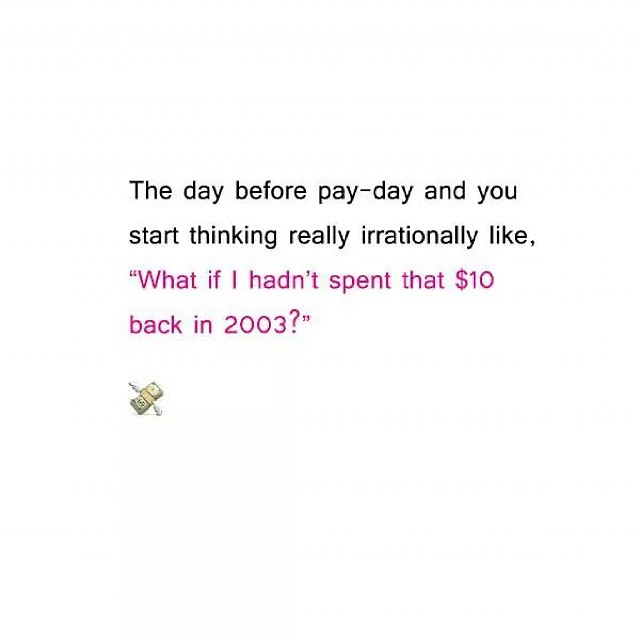 The day before pay-day and you
start thinking really irrationally like,
“What if I hadn’t spent that $10
back in 2003?”